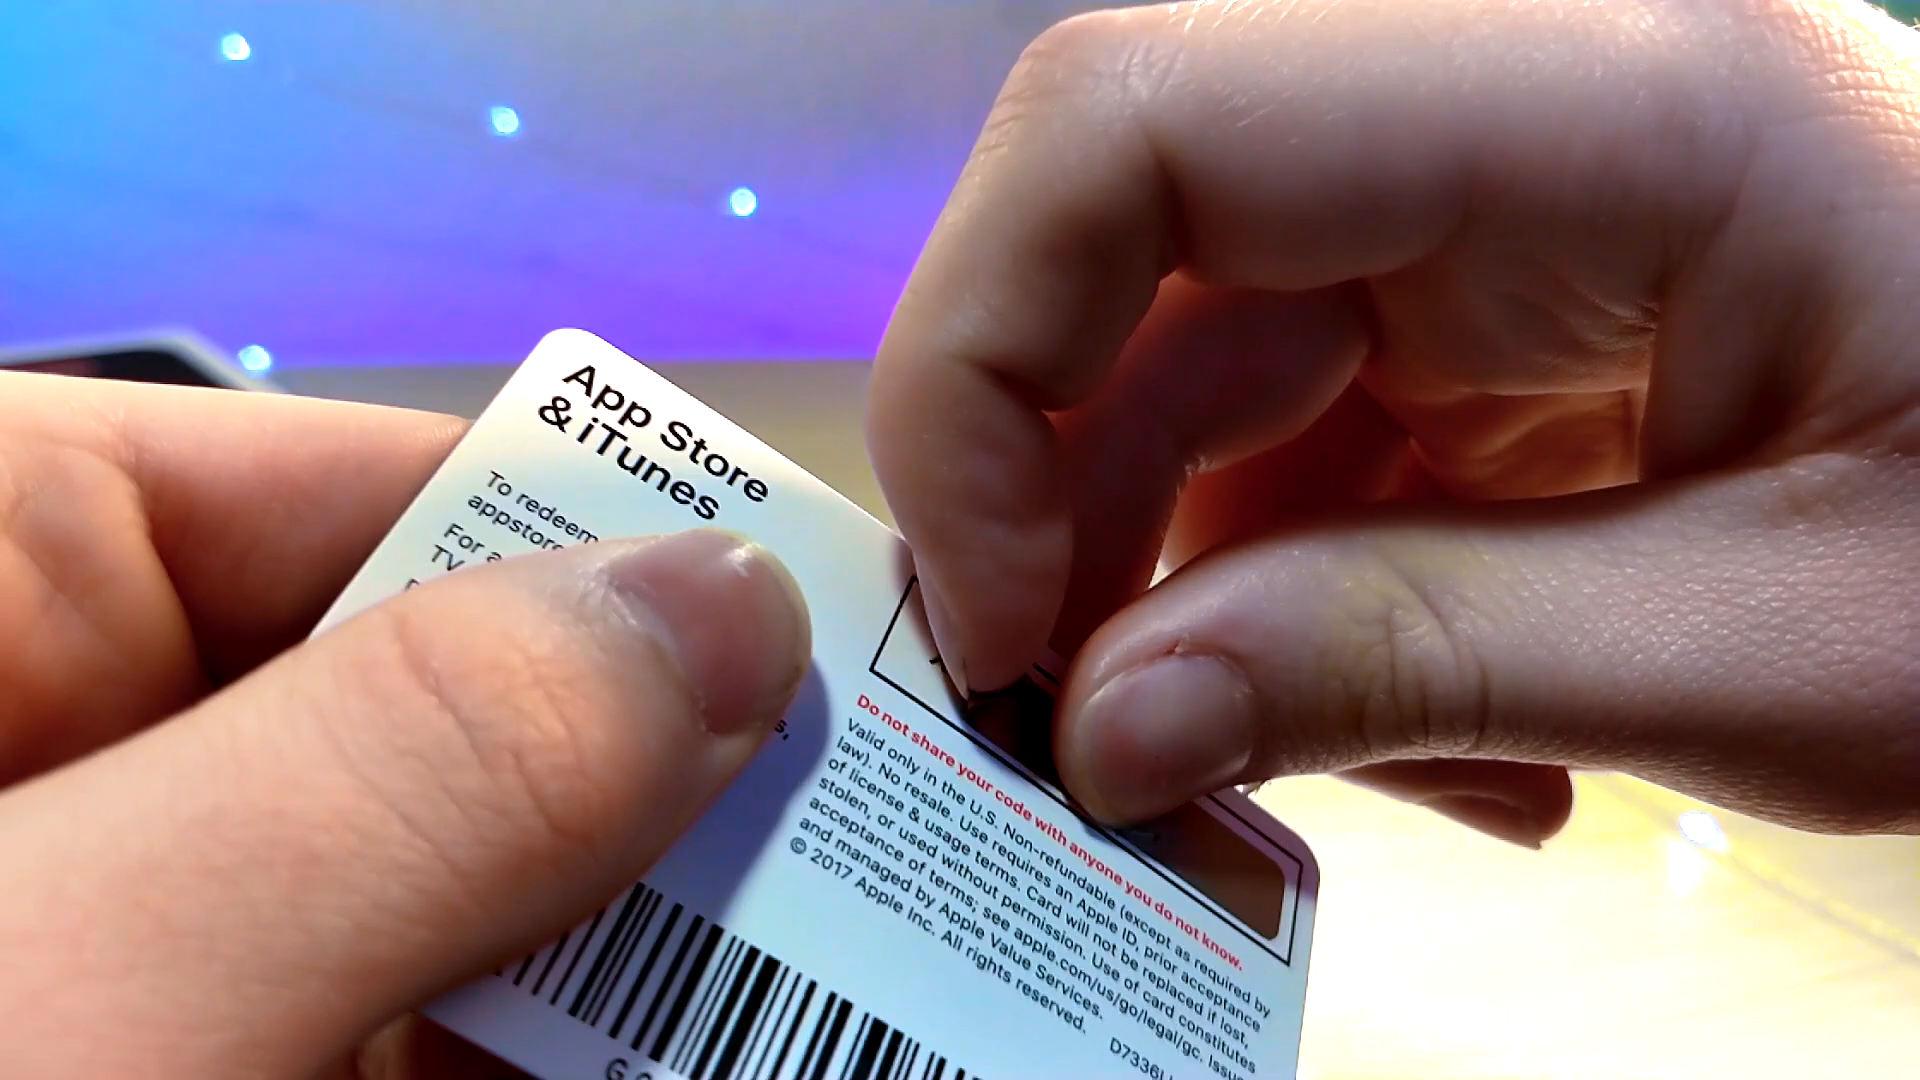 App Store
& iTunes
To redeem
appstore
For a
TV
s,
Do not share your code with anyone you do not know.
Valid only in the U.S. Non-refundable (except as required by
law). No resale. Use requires an Apple ID, prior acceptance
of license & usage terms. Card will not be replaced if lost,
stolen, or used without permission. Use of card constitutes
acceptance of terms; see apple.com/us/go/legal/gc. Issued
and managed by Apple Value Services.
© 2017 Apple Inc. All rights reserved.
D7336L